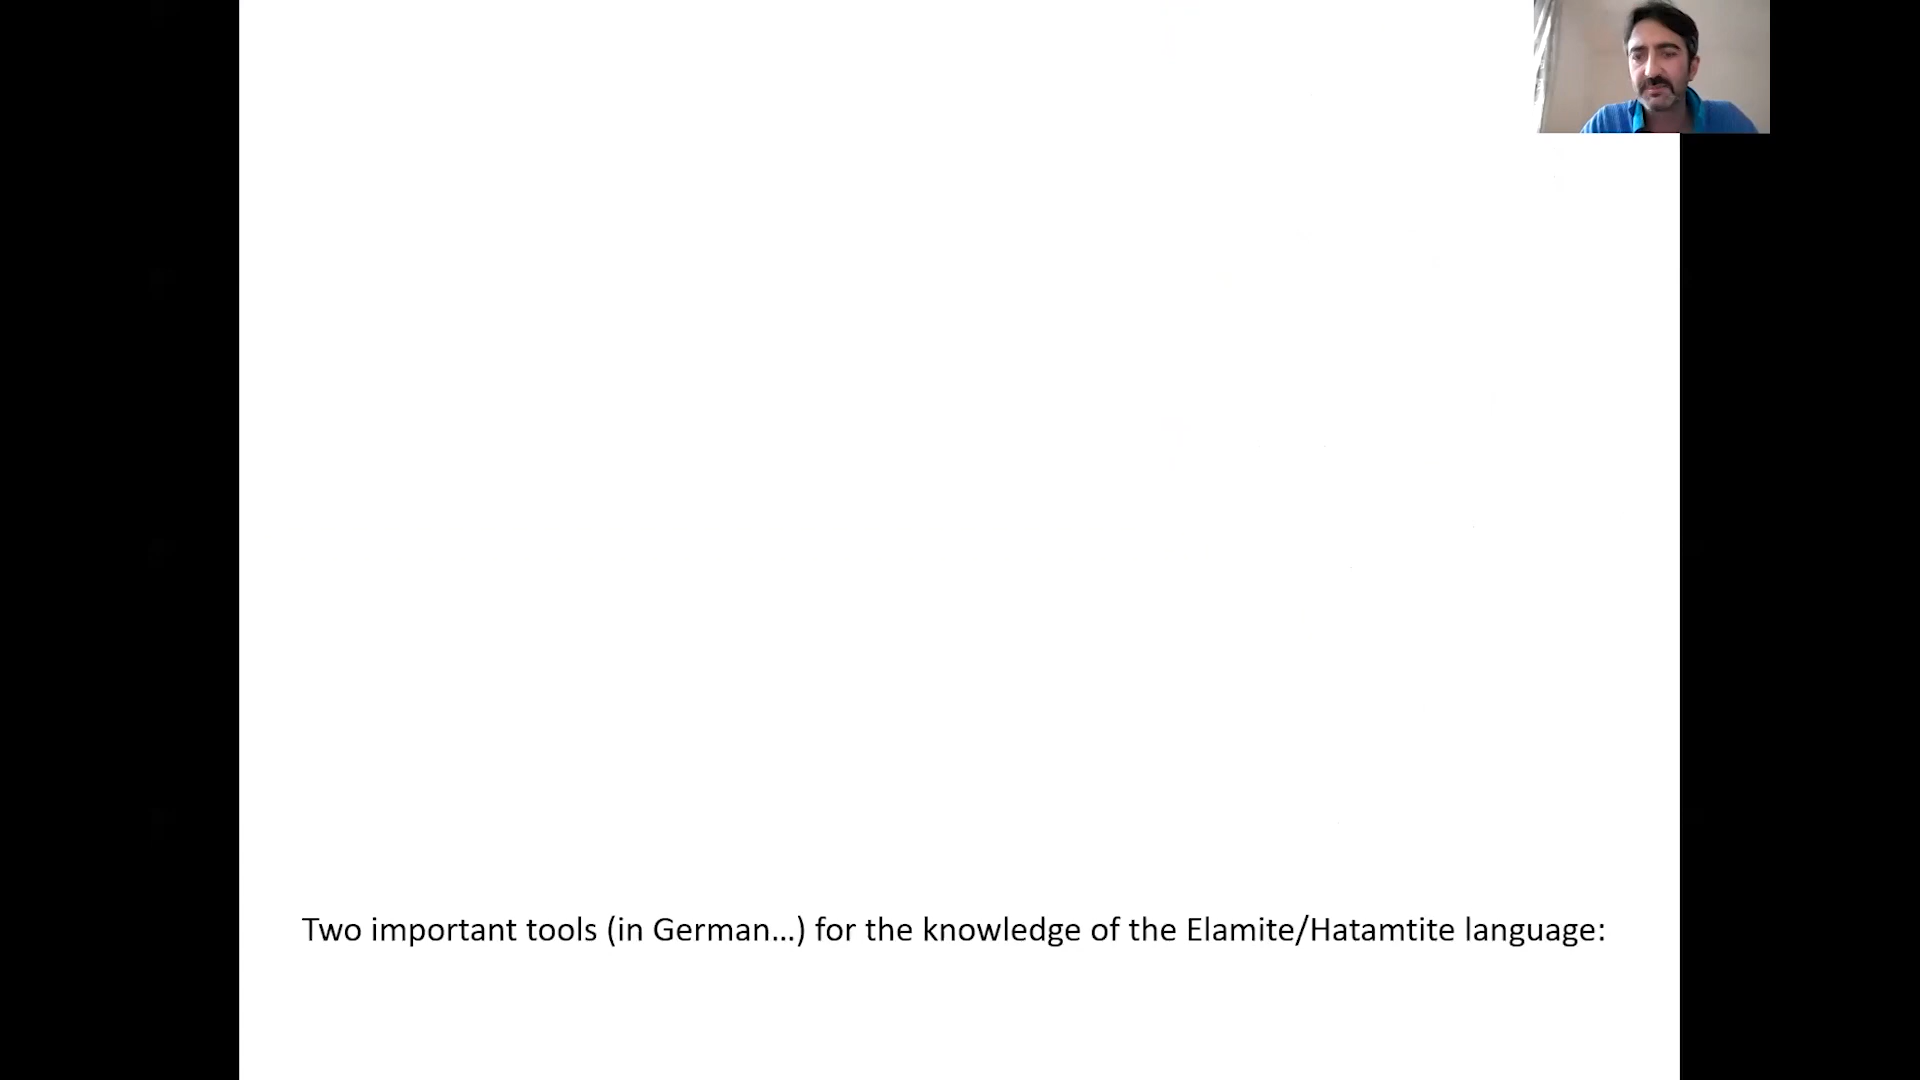 Two important tools (in German...) for the knowledge of the Elamite/Hatamtite language: